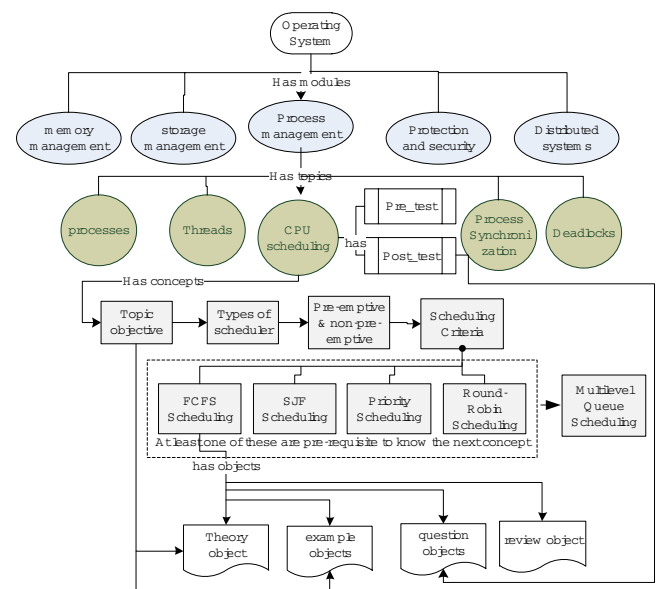 Operating
System
Has modules
memory
management
storage
management
Process
management
Protection
and security
Distributed
systems
Has topics
processes
Threads
CPU
scheduling
has
Pre_test
Post_test
Process
Synchroni
zation
Deadlocks
Has concepts
Topic
objective
Types of
scheduler
Pre-emptive
& non-pre-
emptive
Scheduling
Criteria
FCFS
Scheduling
SJF
Scheduling
Priority
Scheduling
Round-
Robin
Scheduling
Multilevel
Queue
Scheduling
At least one of these are pre-requisite to know the next concept
has objects
Theory
object
example
objects
question
objects
review object